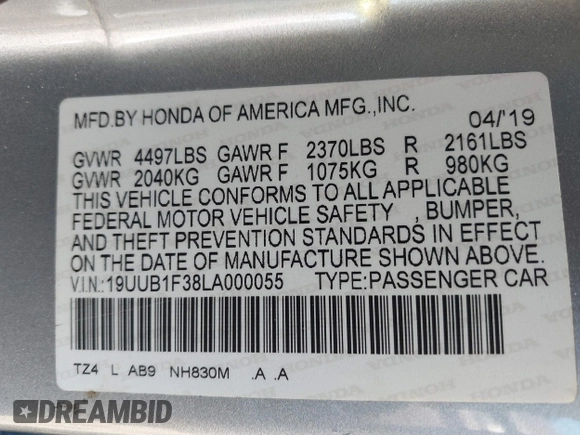 MFD.BY HONDA OF AMERICA MFG.,INC. 04/'19
GVWR 4497LBS GAWR F 2370LBS R 2161LBS
GVWR 2040KG GAWR F 1075KG R 980KG
THIS VEHICLE CONFORMS TO ALL APPLICABLE
FEDERAL MOTOR VEHICLE SAFETY , BUMPER,
AND THEFT PREVENTION STANDARDS IN EFFECT
ON THE DATE OF MANUFACTURE SHOWN ABOVE.
V.I.N.:19UUB1F38LA000055 TYPE:PASSENGER CAR
TZ4 L AB9 NH830M .A .A
DREAMBID